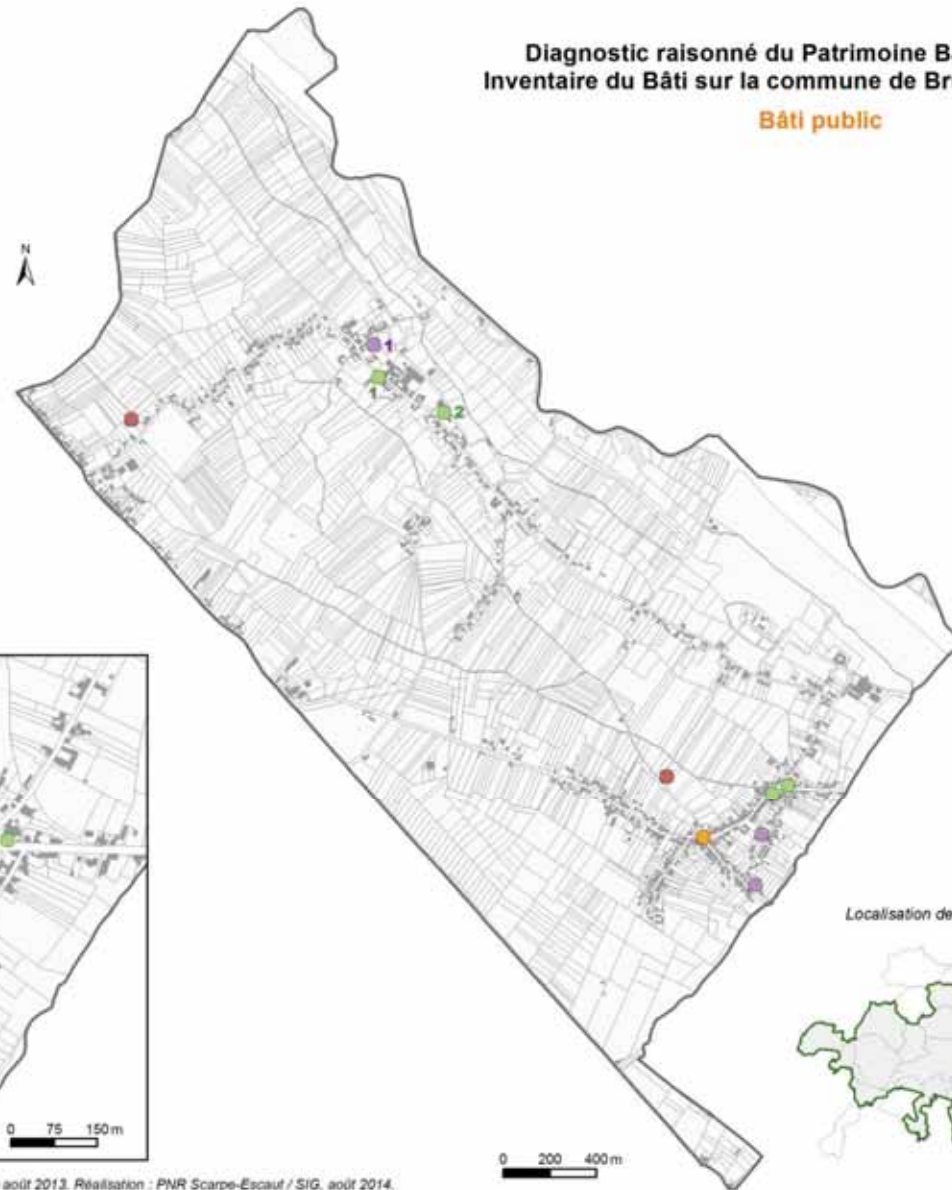 Diagnostic raisonné du Patrimoine B
Inventaire du Bâti sur la commune de Br
Bâti public
N
1
1
2
Localisation de
0 75 150 m
0 200 400 m
août 2013. Réalisation : PNR Scarpe-Escaut / SIG, août 2014.